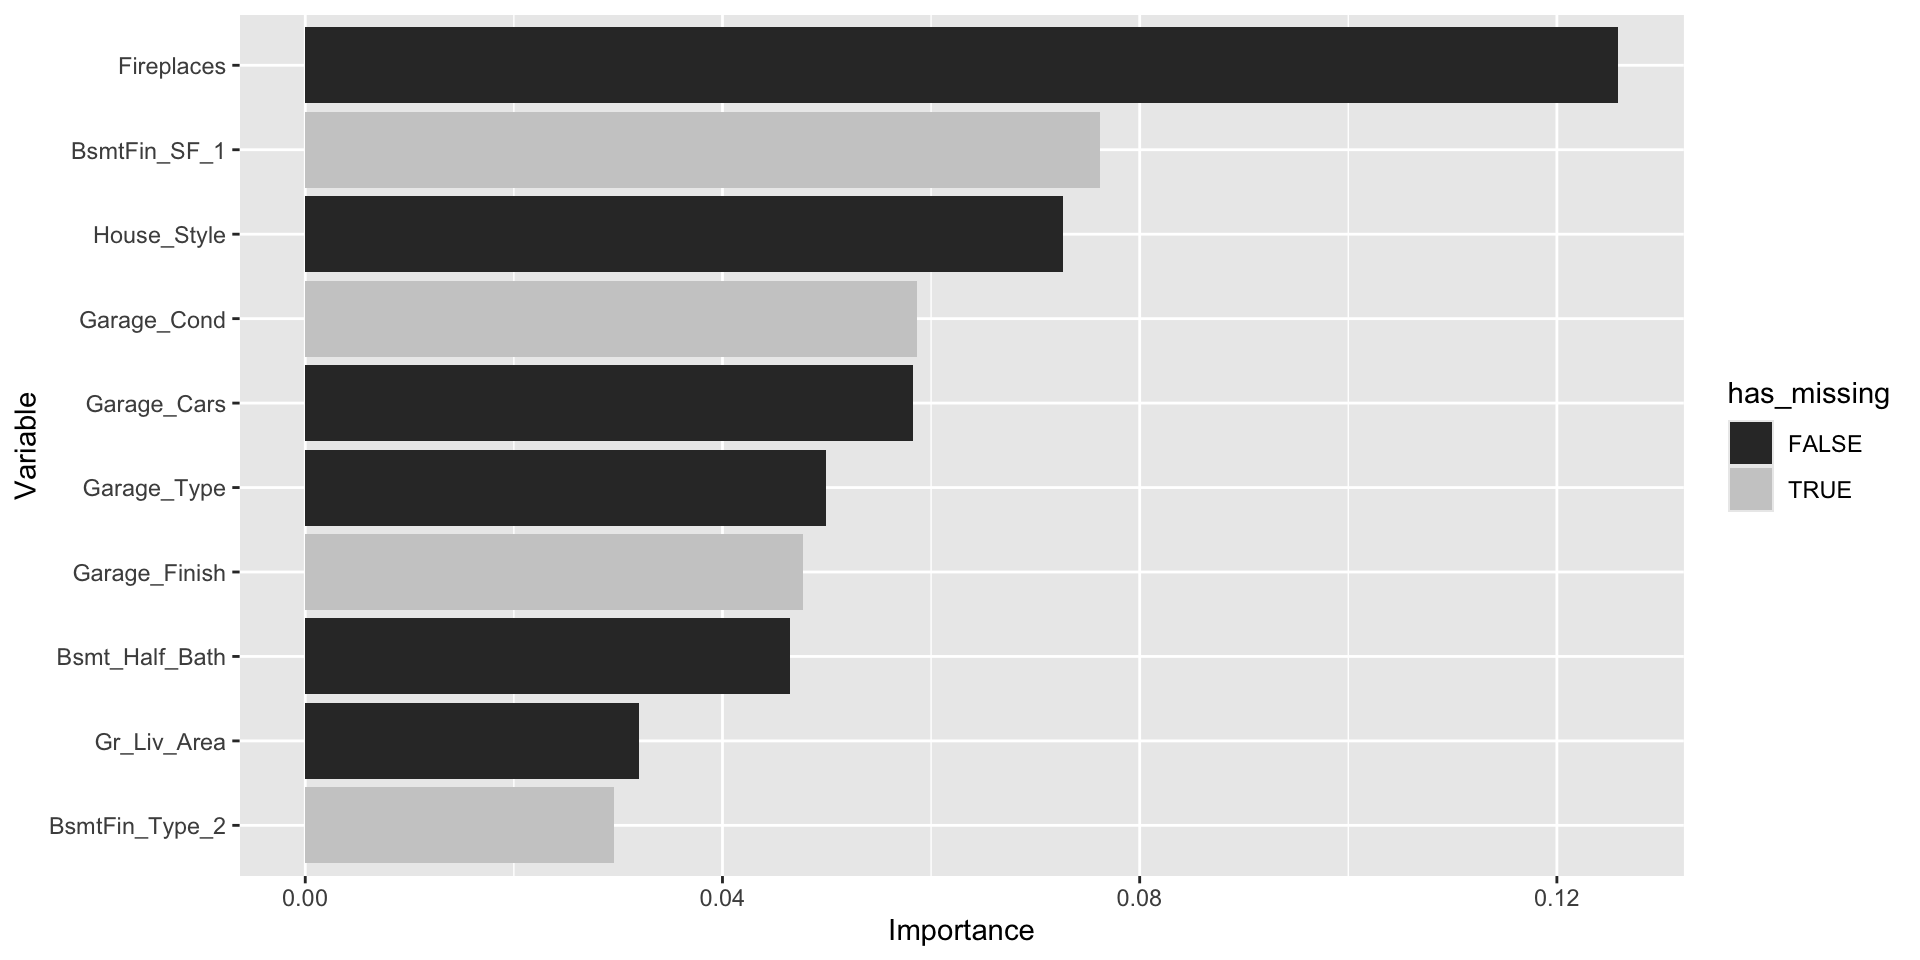 Fireplaces
BsmtFin_SF_1
House_Style
Garage_Cond
Garage_Cars
Garage_Type
Garage_Finish
Bsmt_Half_Bath
Gr_Liv_Area
BsmtFin_Type_2
Variable
0.00 0.04 0.08 0.12
Importance
has_missing
FALSE
TRUE